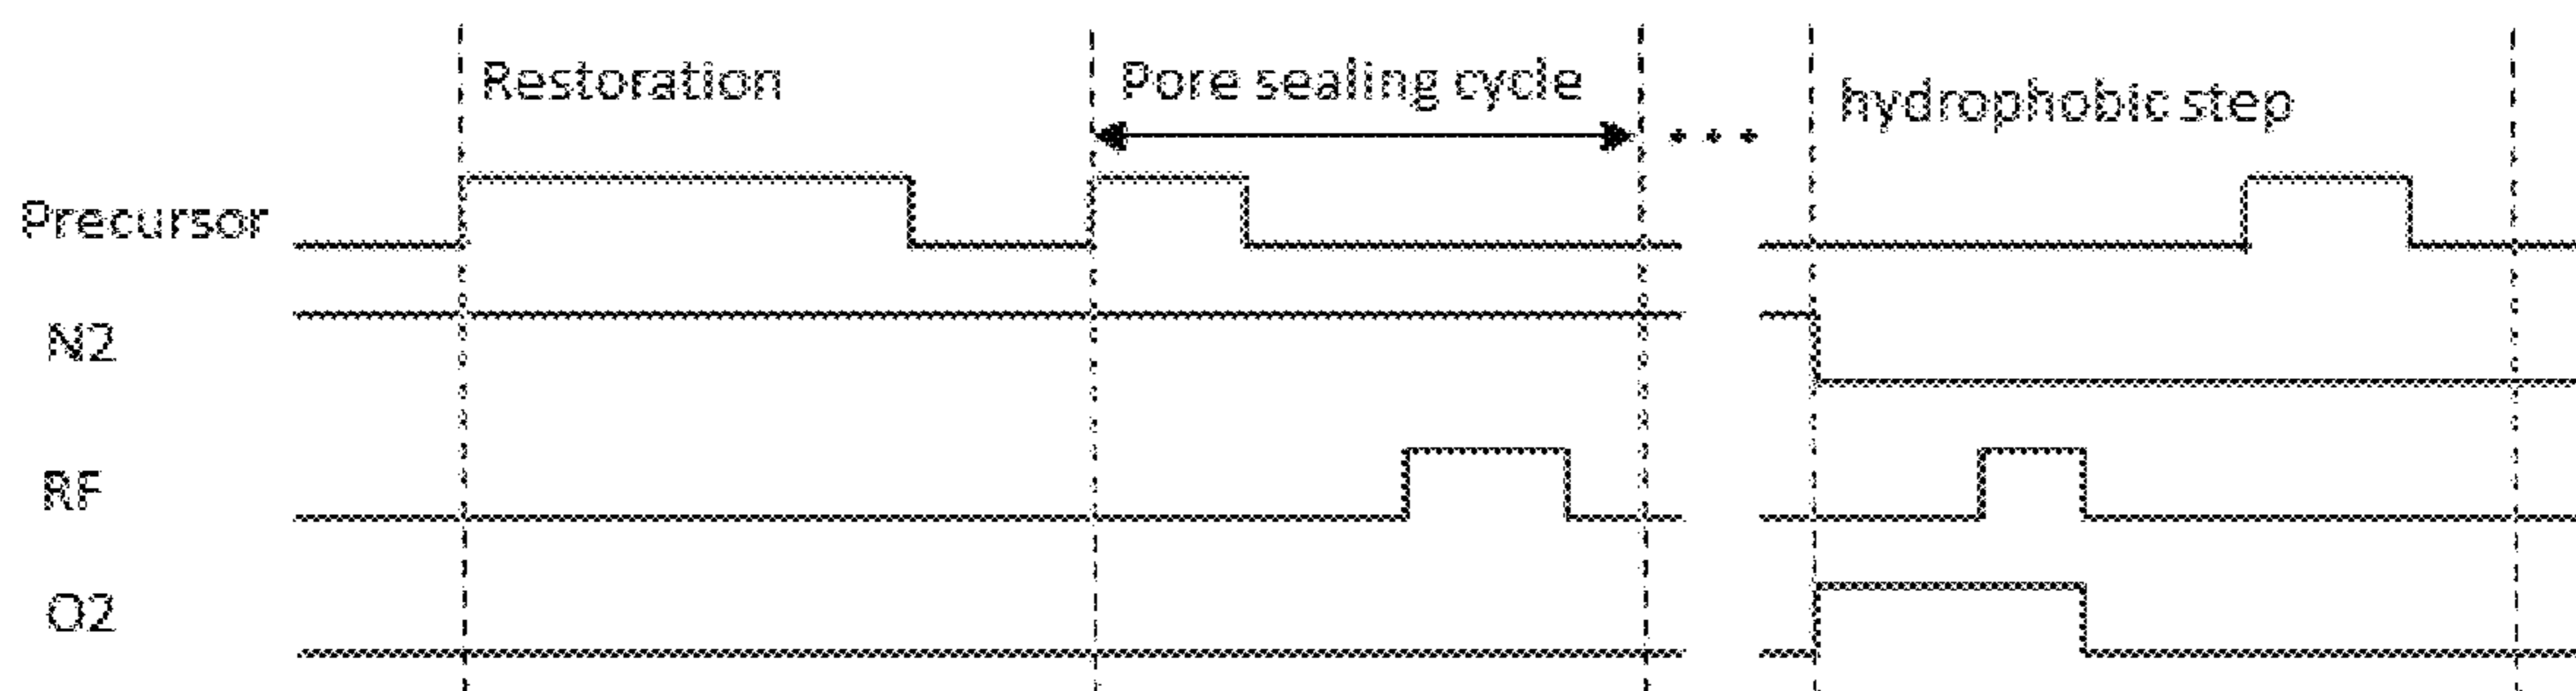 Restoration
Pore sealing cycle
hydrophobic step
Precursor
N2
RF
O2